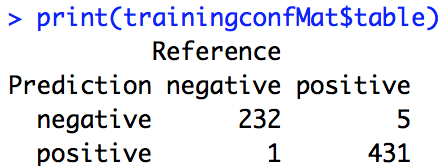 > print(trainingconfMat$table)
          Reference
Prediction negative positive
  negative      232        5
  positive        1      431